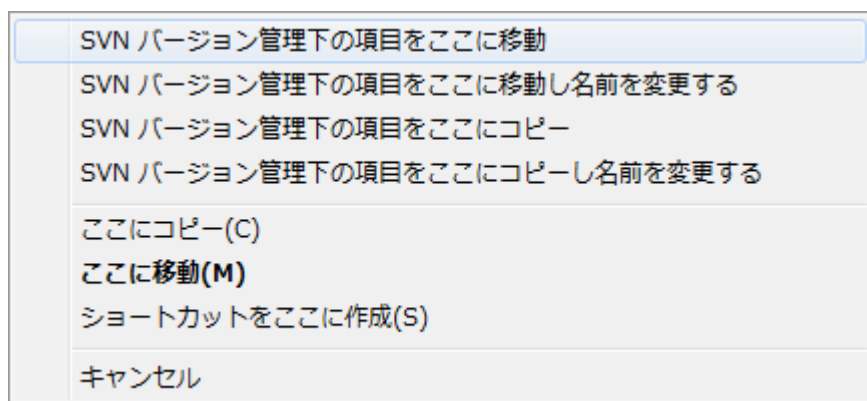 SVN バージョン管理下の項目をここに移動
SVN バージョン管理下の項目をここに移動し名前を変更する
SVN バージョン管理下の項目をここにコピー
SVN バージョン管理下の項目をここにコピーし名前を変更する
ここにコピー(C)
ここに移動(M)
ショートカットをここに作成(S)
キャンセル